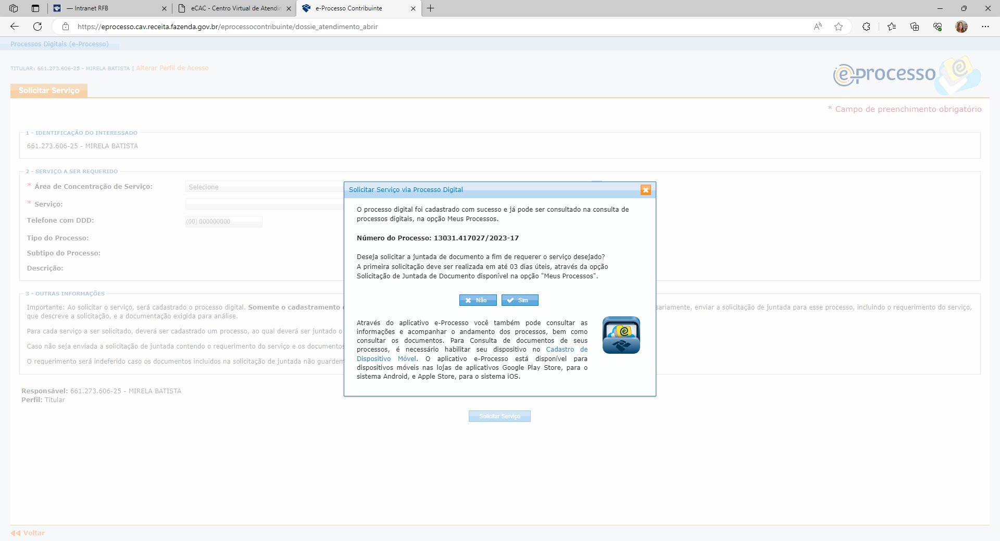 — Intranet RFB
eCAC - Centro Virtual de Atendi
e-Processo Contribuinte
https://eprocesso.cav.receita.fazenda.gov.br/eprocessocontribuinte/dossie_atendimento_abrir
Processos Digitais (e-Processo)
TITULAR: 661.273.606-25 - MIRELA BATISTA | Alterar Perfil de Acesso
e-processo
Solicitar Serviço
* Campo de preenchimento obrigatório
1 - IDENTIFICAÇÃO DO INTERESSADO
661.273.606-25 - MIRELA BATISTA
2 - SERVIÇO A SER REQUERIDO
* Área de Concentração de Serviço:
Selecione
* Serviço:
Telefone com DDD:
(00) 000000000
Tipo do Processo:
Subtipo do Processo:
Descrição:
3 - OUTRAS INFORMAÇÕES
Importante: Ao solicitar o serviço, será cadastrado o processo digital. Somente o cadastramento
sariamente, enviar a solicitação de juntada para esse processo, incluindo o requerimento do serviço,
que descreve a solicitação, e a documentação exigida para análise.
Para cada serviço a ser solicitado, deverá ser cadastrado um processo, ao qual deverá ser juntado o
Caso não seja enviada a solicitação de juntada contendo o requerimento do serviço e os documentos
O requerimento será indeferido caso os documentos incluídos na solicitação de juntada não guardem
Responsável: 661.273.606-25 - MIRELA BATISTA
Perfil: Titular
Solicitar Serviço
Voltar
Solicitar Serviço via Processo Digital
O processo digital foi cadastrado com sucesso e já pode ser consultado na consulta de
processos digitais, na opção Meus Processos.
Número do Processo: 13031.417027/2023-17
Deseja solicitar a juntada de documento a fim de requerer o serviço desejado?
A primeira solicitação deve ser realizada em até 03 dias úteis, através da opção
Solicitação de Juntada de Documento disponível na opção "Meus Processos".
Não
Sim
Através do aplicativo e-Processo você também pode consultar as
informações e acompanhar o andamento dos processos, bem como
consultar os documentos. Para Consulta de documentos de seus
processos, é necessário habilitar seu dispositivo no Cadastro de
Dispositivo Móvel. O aplicativo e-Processo está disponível para
dispositivos móveis nas lojas de aplicativos Google Play Store, para o
sistema Android, e Apple Store, para o sistema iOS.